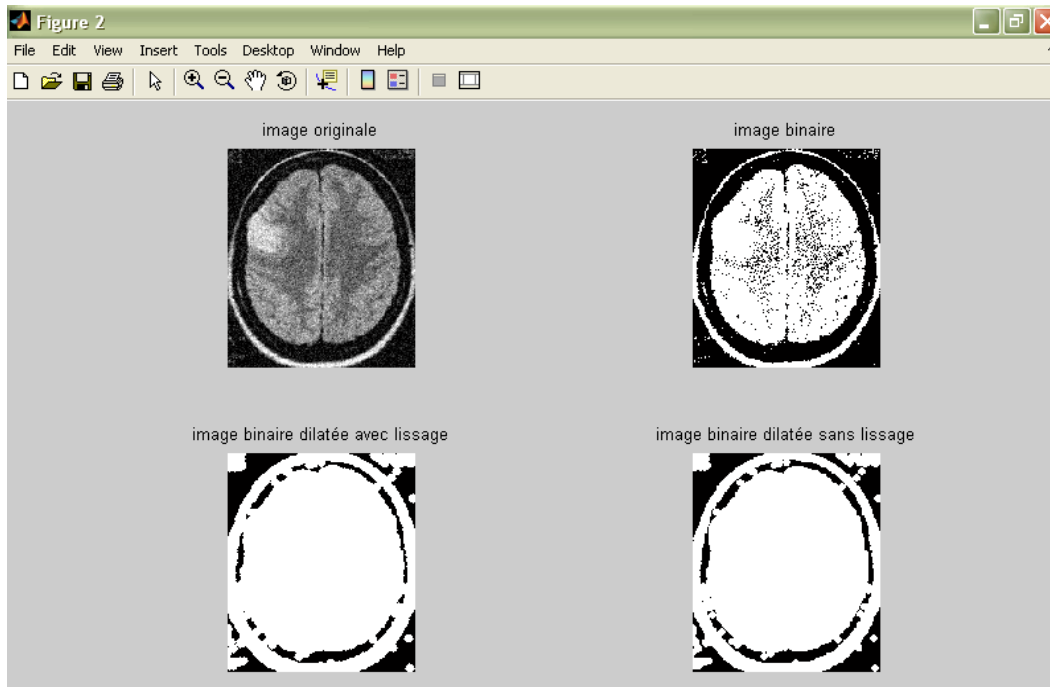 Figure 2
File Edit View Insert Tools Desktop Window Help
image originale
image binaire
image binaire dilatée avec lissage
image binaire dilatée sans lissage